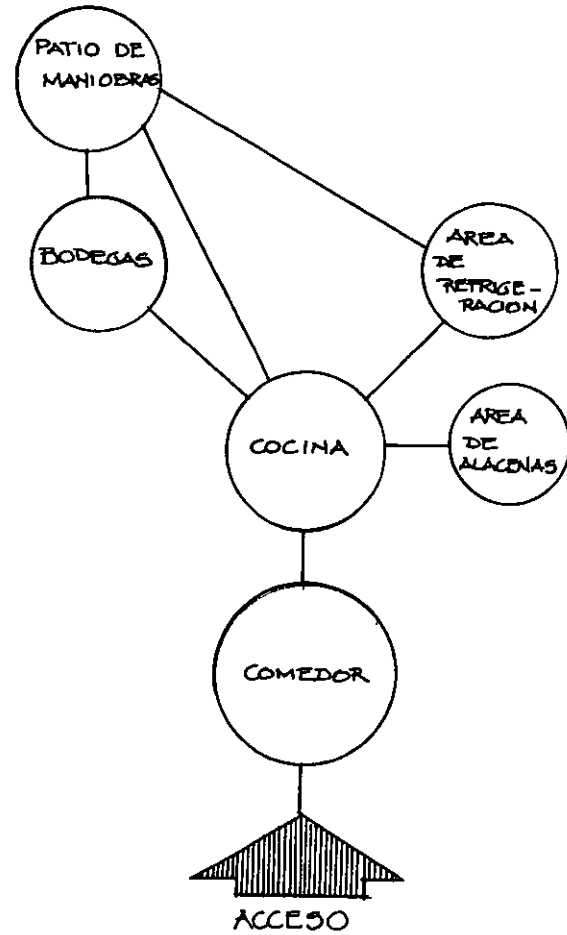 PATIO DE
MANIOBRAS
BODEGAS
AREA
DE
REFRIGE-
RACION
COCINA
AREA
DE
ALACENAS
COMEDOR
ACCESO